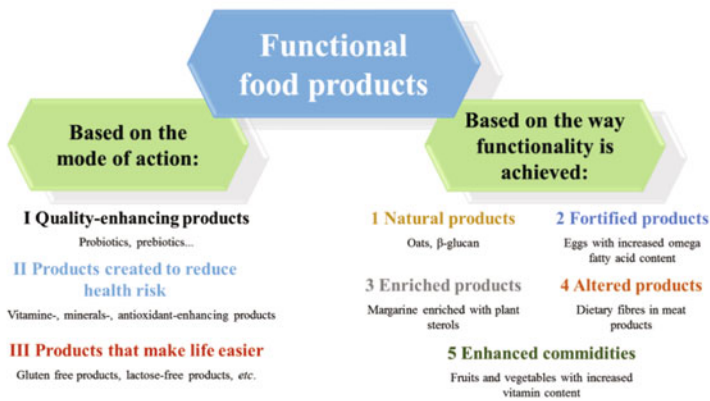 Functional
food products
Based on the
mode of action:
I Quality-enhancing products
Probiotics, prebiotics...
II Products created to reduce
health risk
Vitamine-, minerals-, antioxidant-enhancing products
III Products that make life easier
Gluten free products, lactose-free products, etc.
Based on the way
functionality is
achieved:
1 Natural products
Oats, β-glucan
2 Fortified products
Eggs with increased omega
fatty acid content
3 Enriched products
Margarine enriched with plant
sterols
4 Altered products
Dietary fibres in meat
products
5 Enhanced commidities
Fruits and vegetables with increased
vitamin content